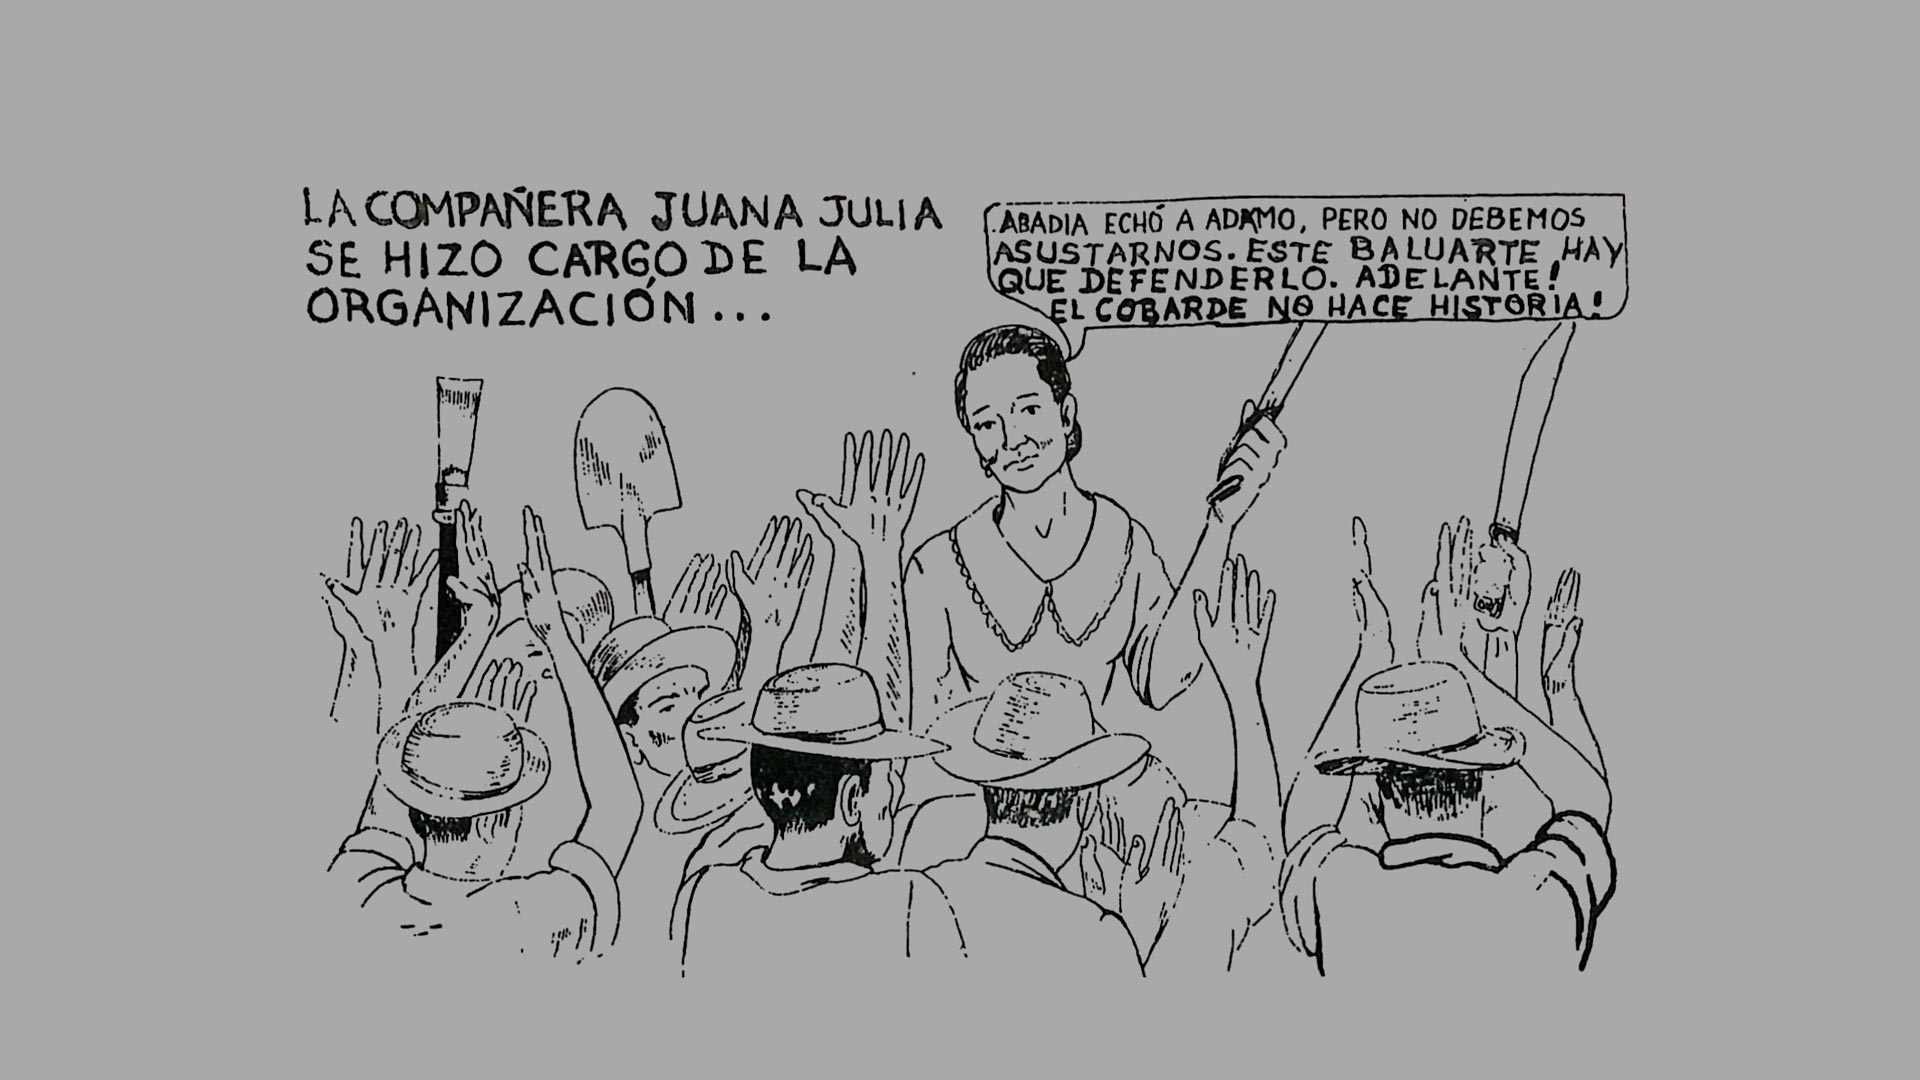 LA COMPAÑERA JUANA JULIA
SE HIZO CARGO DE LA
ORGANIZACIÓN...
ABADIA ECHÓ A ADAMO, PERO NO DEBEMOS
ASUSTARNOS. ESTE BALUARTE HAY
QUE DEFENDERLO. ADELANTE!
EL COBARDE NO HACE HISTORIA!